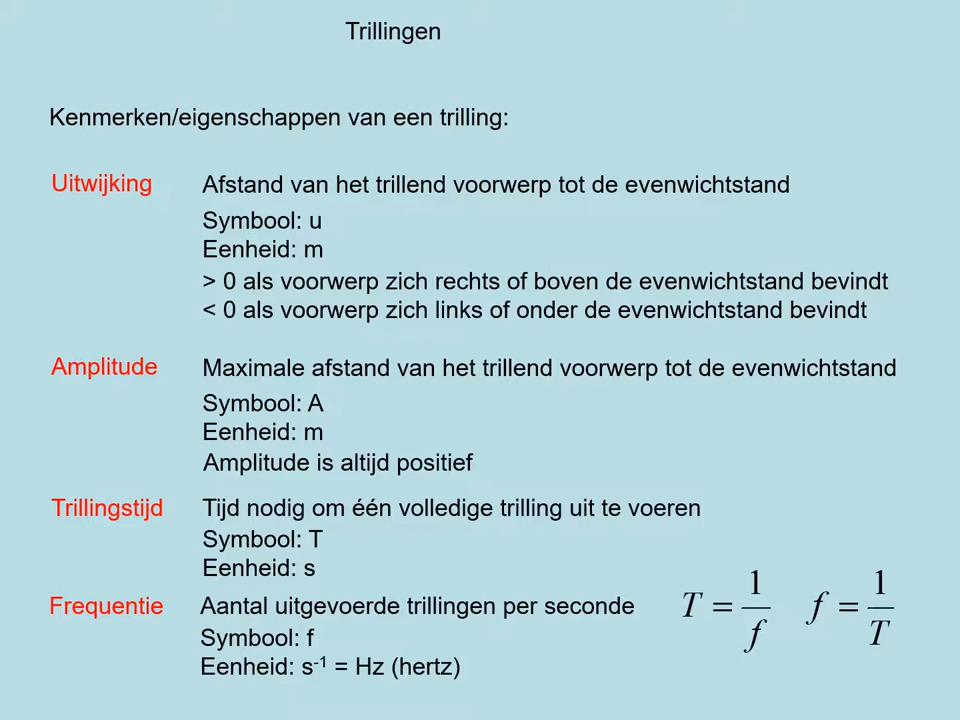 Trillingen
Kenmerken/eigenschappen van een trilling:
Uitwijking Afstand van het trillend voorwerp tot de evenwichtstand
Symbool: u
Eenheid: m
> 0 als voorwerp zich rechts of boven de evenwichtstand bevindt
< 0 als voorwerp zich links of onder de evenwichtstand bevindt
Amplitude Maximale afstand van het trillend voorwerp tot de evenwichtstand
Symbool: A
Eenheid: m
Amplitude is altijd positief
Trillingstijd Tijd nodig om één volledige trilling uit te voeren
Symbool: T
Eenheid: s
Frequentie Aantal uitgevoerde trillingen per seconde
Symbool: f
Eenheid: s⁻¹ = Hz (hertz)
T = 1/f f = 1/T